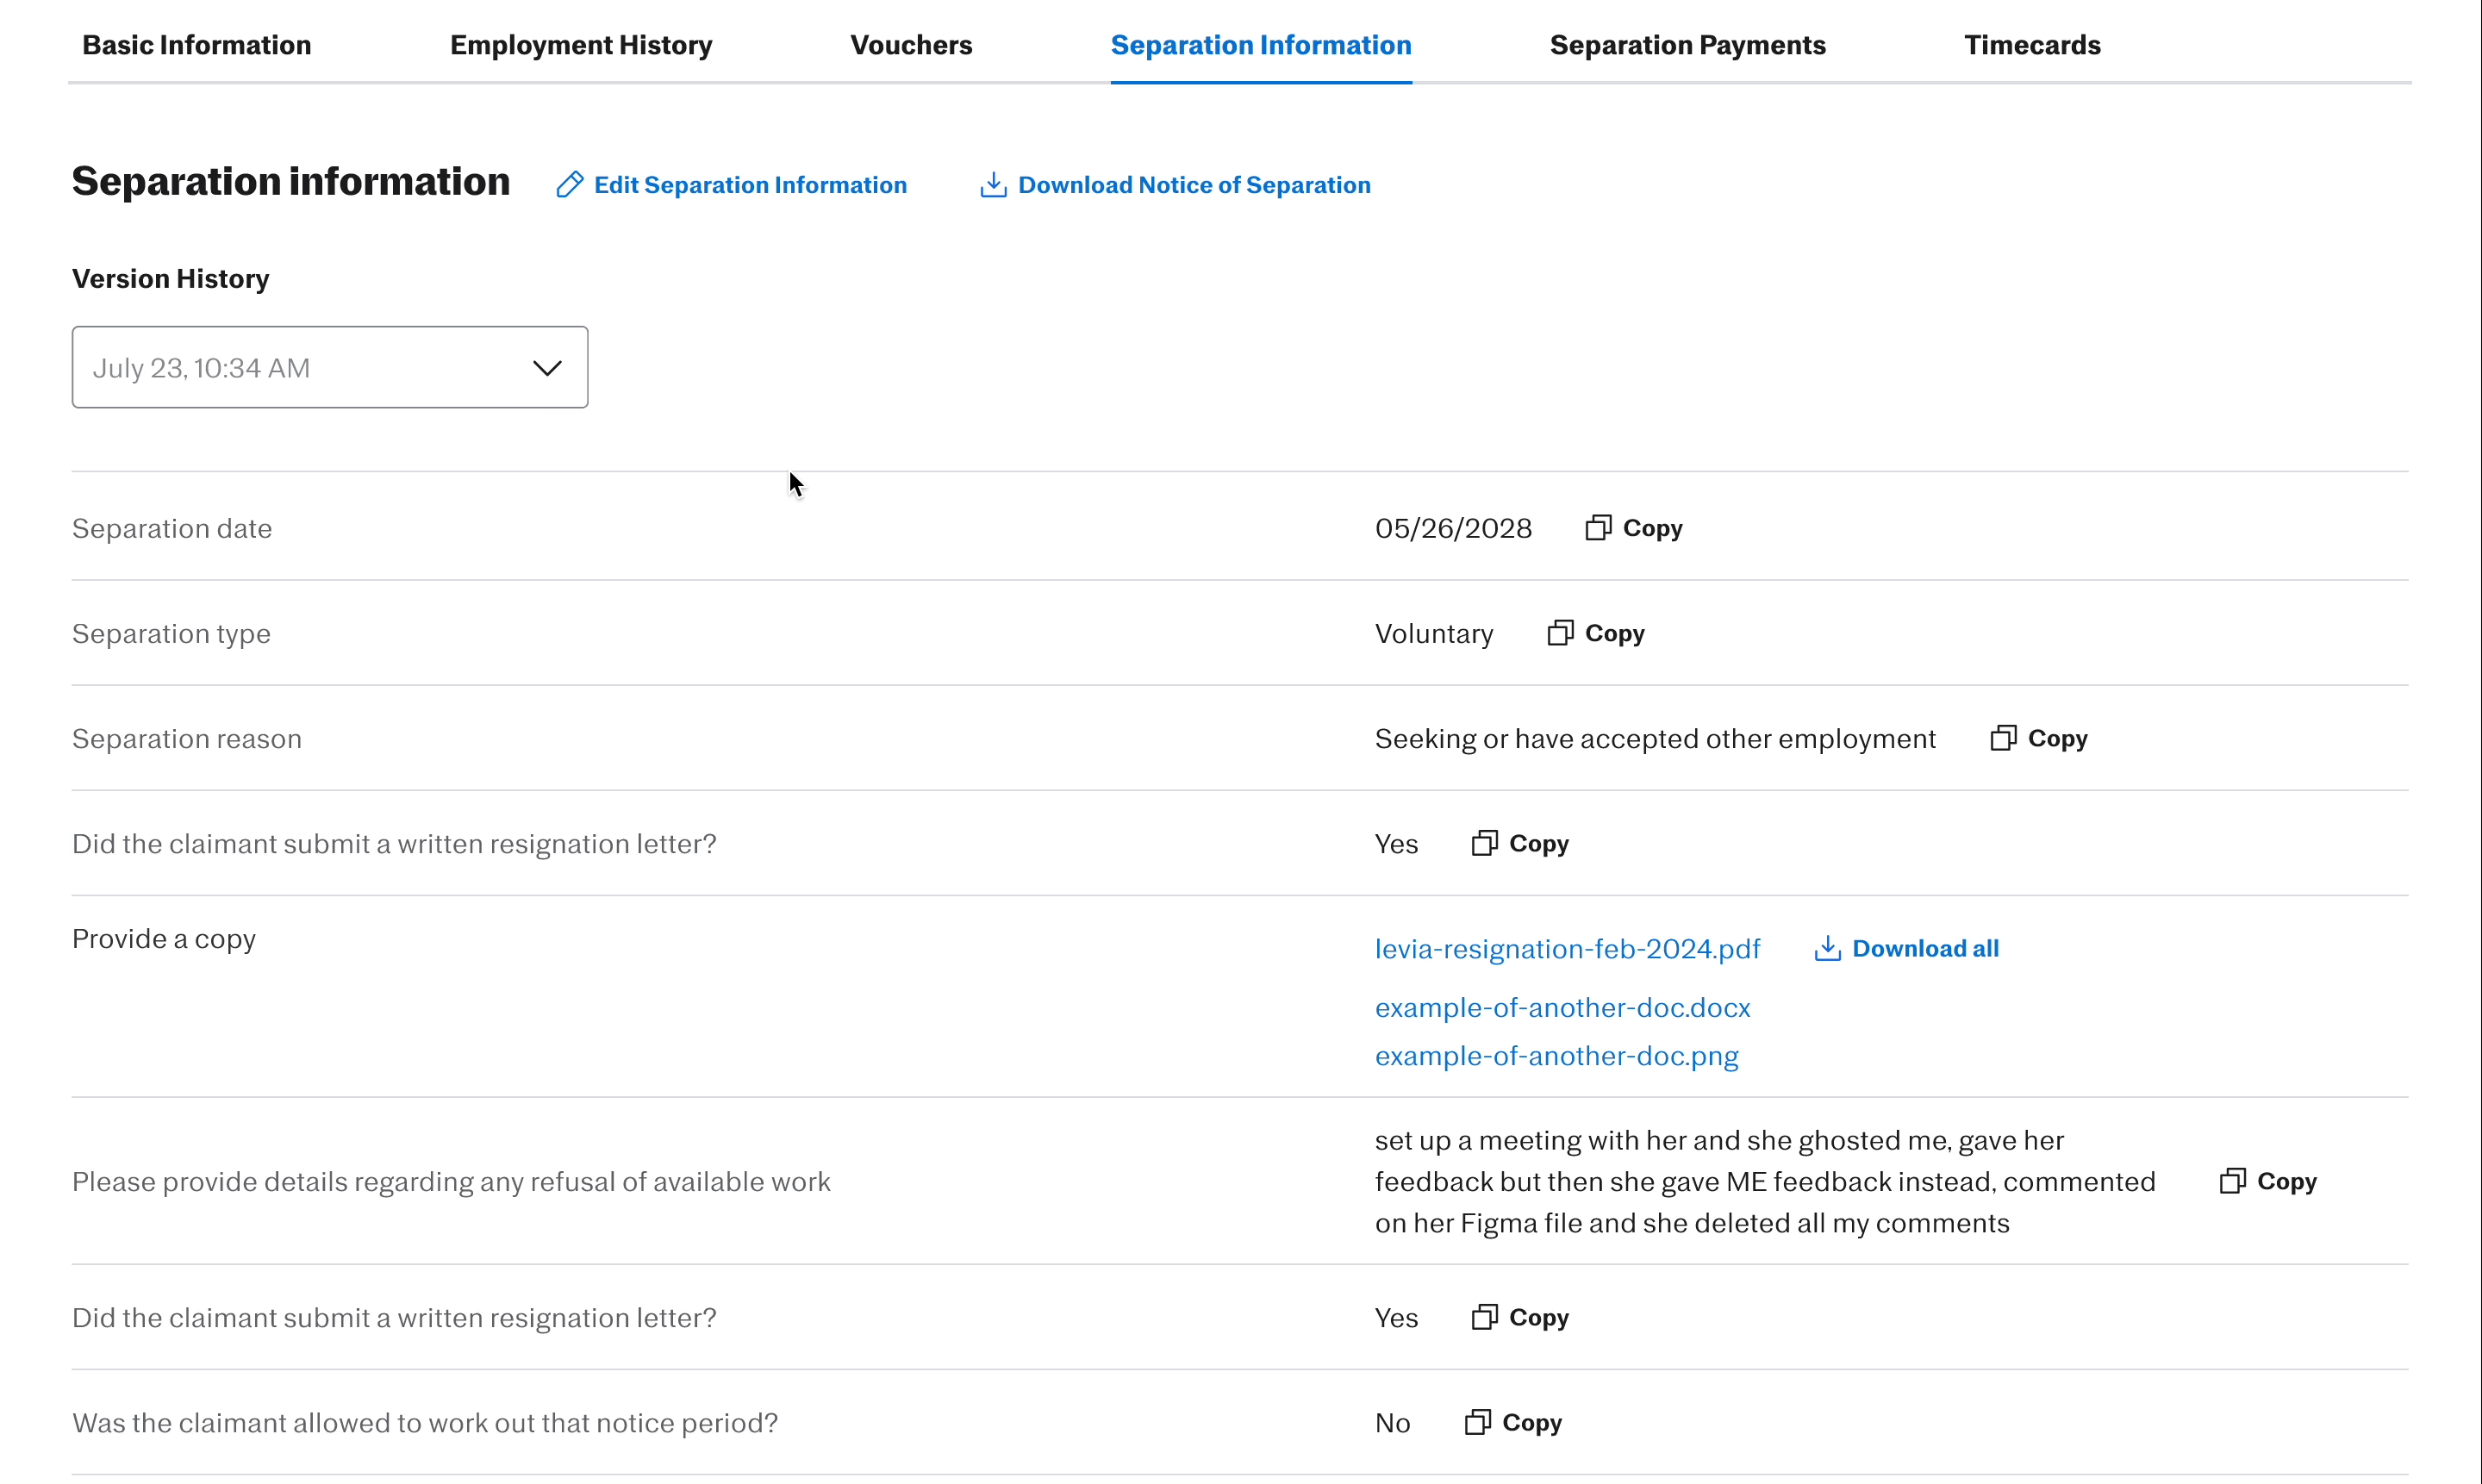 Basic Information
Employment History
Vouchers
Separation Information
Separation Payments
Timecards
Separation information
Edit Separation Information
Download Notice of Separation
Version History
July 23, 10:34 AM
Separation date
05/26/2028
Copy
Separation type
Voluntary
Copy
Separation reason
Seeking or have accepted other employment
Copy
Did the claimant submit a written resignation letter?
Yes
Copy
Provide a copy
levia-resignation-feb-2024.pdf
Download all
example-of-another-doc.docx
example-of-another-doc.png
Please provide details regarding any refusal of available work
set up a meeting with her and she ghosted me, gave her
feedback but then she gave ME feedback instead, commented
on her Figma file and she deleted all my comments
Copy
Did the claimant submit a written resignation letter?
Yes
Copy
Was the claimant allowed to work out that notice period?
No
Copy